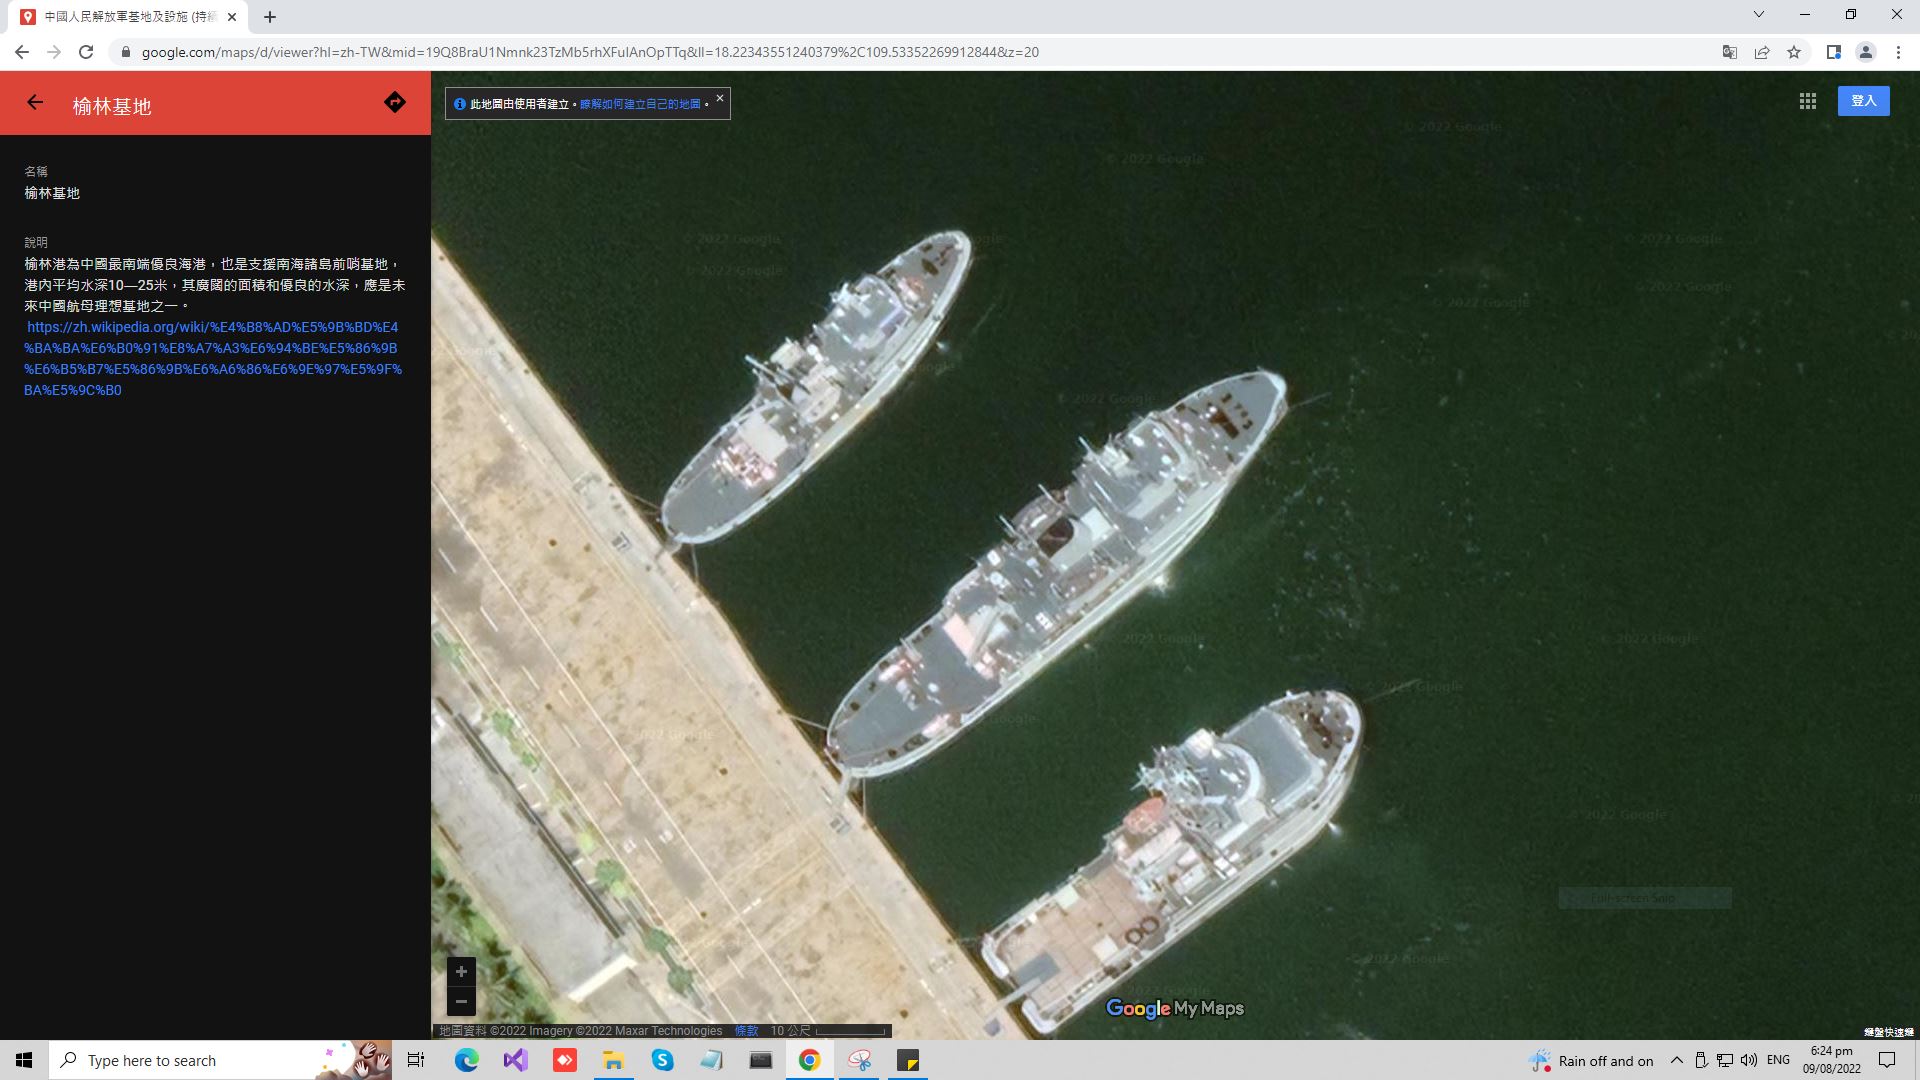 中國人民解放軍基地及設施 (持續
google.com/maps/d/viewer?hl=zh-TW&mid=19Q8BraU1Nmnk23TzMb5rhXFulAnOpTTq&ll=18.22343551240379%2C109.53352269912844&z=20
榆林基地
此地圖由使用者建立。瞭解如何建立自己的地圖。
登入
名稱
榆林基地
說明
榆林港為中國最南端優良海港，也是支援南海諸島前哨基地，
港內平均水深10—25米，其廣闊的面積和優良的水深，應是未
來中國航母理想基地之一。
https://zh.wikipedia.org/wiki/%E4%B8%AD%E5%9B%BD%E4
%BA%BA%E6%B0%91%E8%A7%A3%E6%94%BE%E5%86%9B
%E6%B5%B7%E5%86%9B%E6%A6%86%E6%9E%97%E5%9F%
BA%E5%9C%B0
© 2022 Google
Full-screen Snip
Google My Maps
地圖資料 ©2022 Imagery ©2022 Maxar Technologies 條款 10 公尺
鍵盤快速鍵
Type here to search
Rain off and on
ENG
6:24 pm
09/08/2022